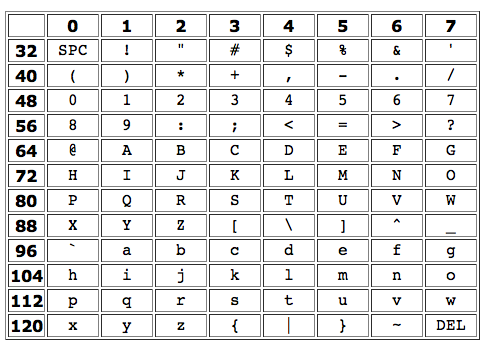 0 1 2 3 4 5 6 7
32 SPC ! " # $ % & '
40 ( ) * + , - . /
48 0 1 2 3 4 5 6 7
56 8 9 : ; < = > ?
64 @ A B C D E F G
72 H I J K L M N O
80 P Q R S T U V W
88 X Y Z [ \ ] ^ _
96 ` a b c d e f g
104 h i j k l m n o
112 p q r s t u v w
120 x y z { | } ~ DEL